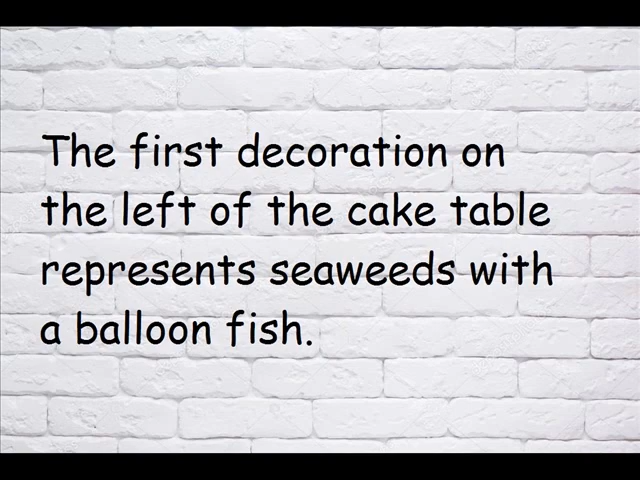 The first decoration on
the left of the cake table
represents seaweeds with
a balloon fish.